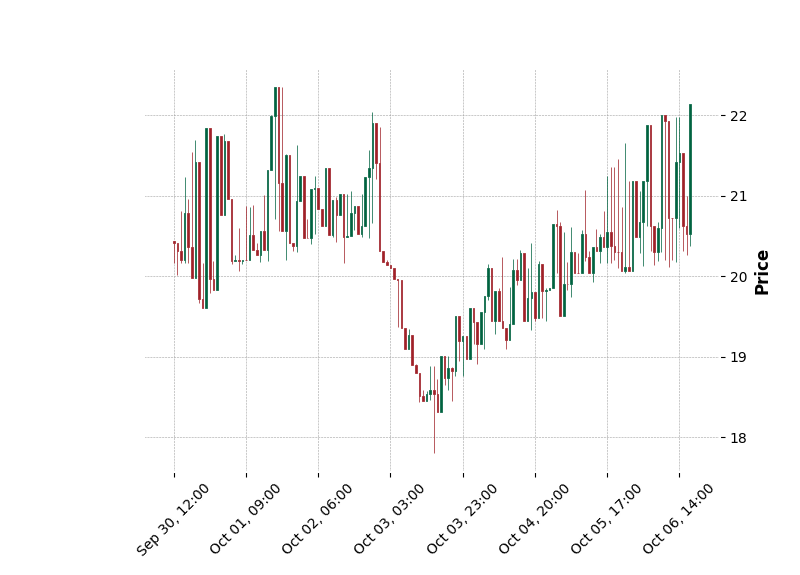 22
21
20
19
18
Price
Sep 30, 12:00
Oct 01, 09:00
Oct 02, 06:00
Oct 03, 03:00
Oct 03, 23:00
Oct 04, 20:00
Oct 05, 17:00
Oct 06, 14:00